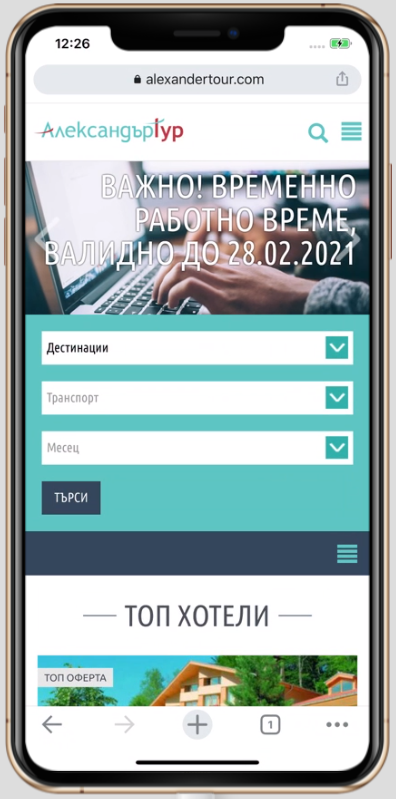 12:26
alexandertour.com
АлександърТур
ВАЖНО! ВРЕМЕННО
РАБОТНО ВРЕМЕ,
ВАЛИДНО ДО 28.02.2021
Дестинации
Транспорт
Месец
ТЪРСИ
ТОП ХОТЕЛИ
ТОП ОФЕРТА
1